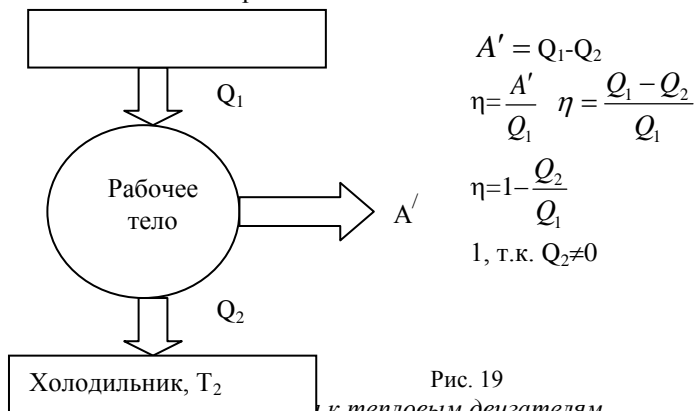 A′ = Q₁-Q₂
η=A′/Q₁ η = (Q₁ − Q₂)/Q₁
Q₁
Рабочее
тело
A/
η=1−Q₂/Q₁
1, т.к. Q₂≠0
Q₂
Холодильник, Т₂
Рис. 19
к тепловым двигателям